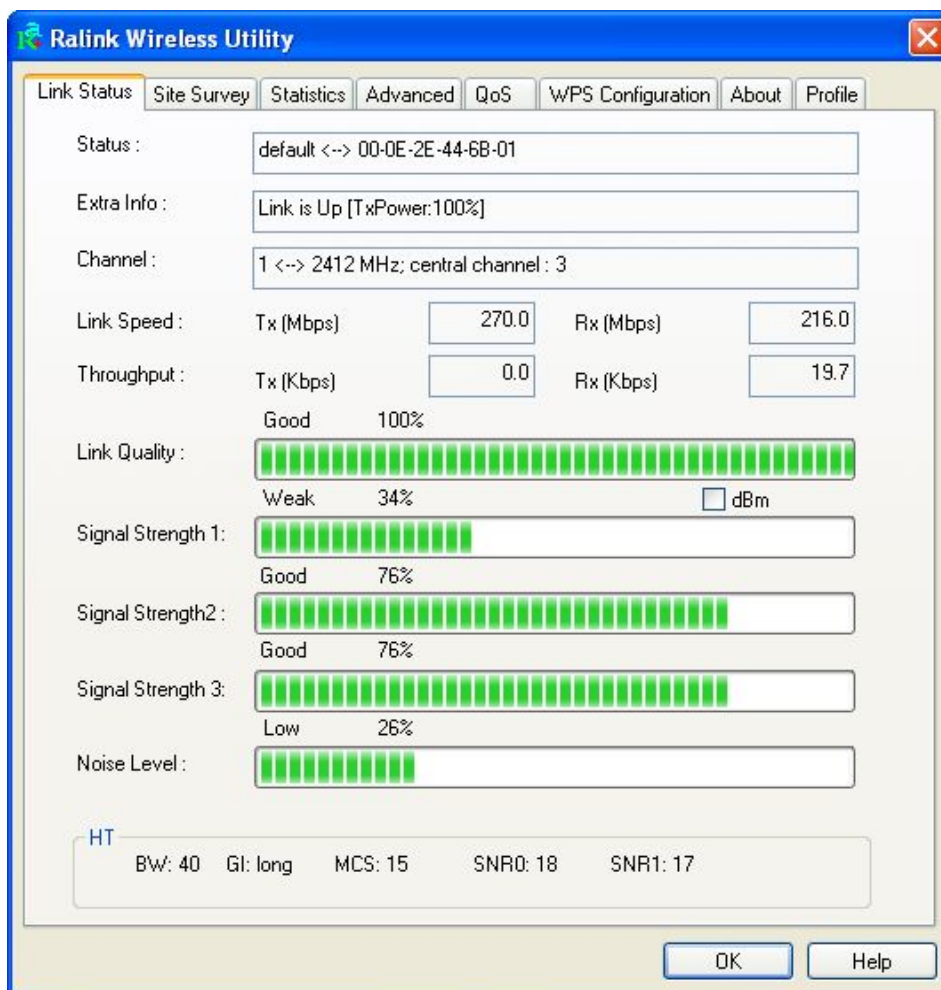 Ralink Wireless Utility
Link Status Site Survey Statistics Advanced QoS WPS Configuration About Profile
Status : default <--> 00-0E-2E-44-6B-01
Extra Info : Link is Up [TxPower:100%]
Channel : 1 <--> 2412 MHz; central channel : 3
Link Speed : Tx (Mbps) 270.0 Rx (Mbps) 216.0
Throughput : Tx (Kbps) 0.0 Rx (Kbps) 19.7
Good 100%
Link Quality :
Weak 34% dBm
Signal Strength 1:
Good 76%
Signal Strength2 :
Good 76%
Signal Strength 3:
Low 26%
Noise Level :
HT
BW: 40 GI: long MCS: 15 SNR0: 18 SNR1: 17
OK Help